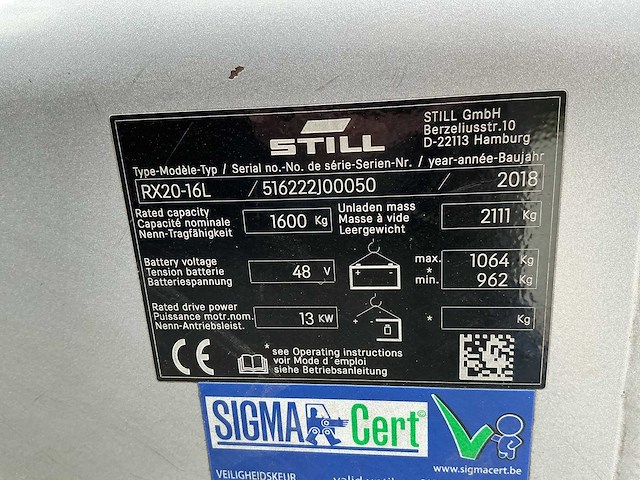 STILL
STILL GmbH
Berzeliusstr.10
D-22113 Hamburg
Type-Modèle-Typ / Serial no.-No. de série-Serien-Nr. / year-année-Baujahr
RX20-16L / 516222J00050 / 2018
Rated capacity
Capacité nominale
Nenn-Tragfähigkeit
1600 Kg
Unladen mass
Masse à vide
Leergewicht
2111 Kg
Battery voltage
Tension batterie
Batteriespannung
48 V
max. 1064 Kg
*
min. 962 Kg
Rated drive power
Puissance motr.nom.
Nenn-Antriebsleist.
13 KW
* Kg
CE
*see Operating instructions
voir Mode d´emploi
siehe Betriebsanleitung
SIGMA Cert©
www.sigmacert.be
VEILIGHEIDSKEUR